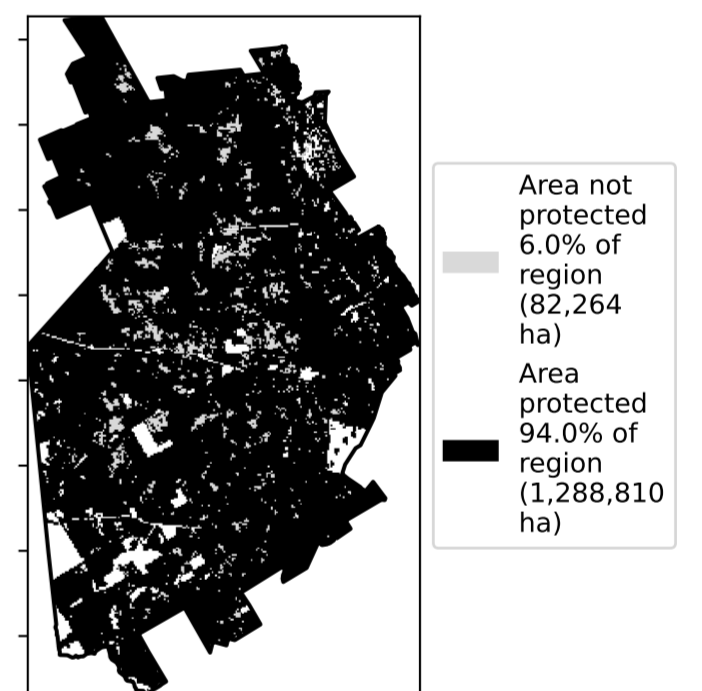 Area not
protected
6.0% of
region
(82,264
ha)
Area
protected
94.0% of
region
(1,288,810
ha)